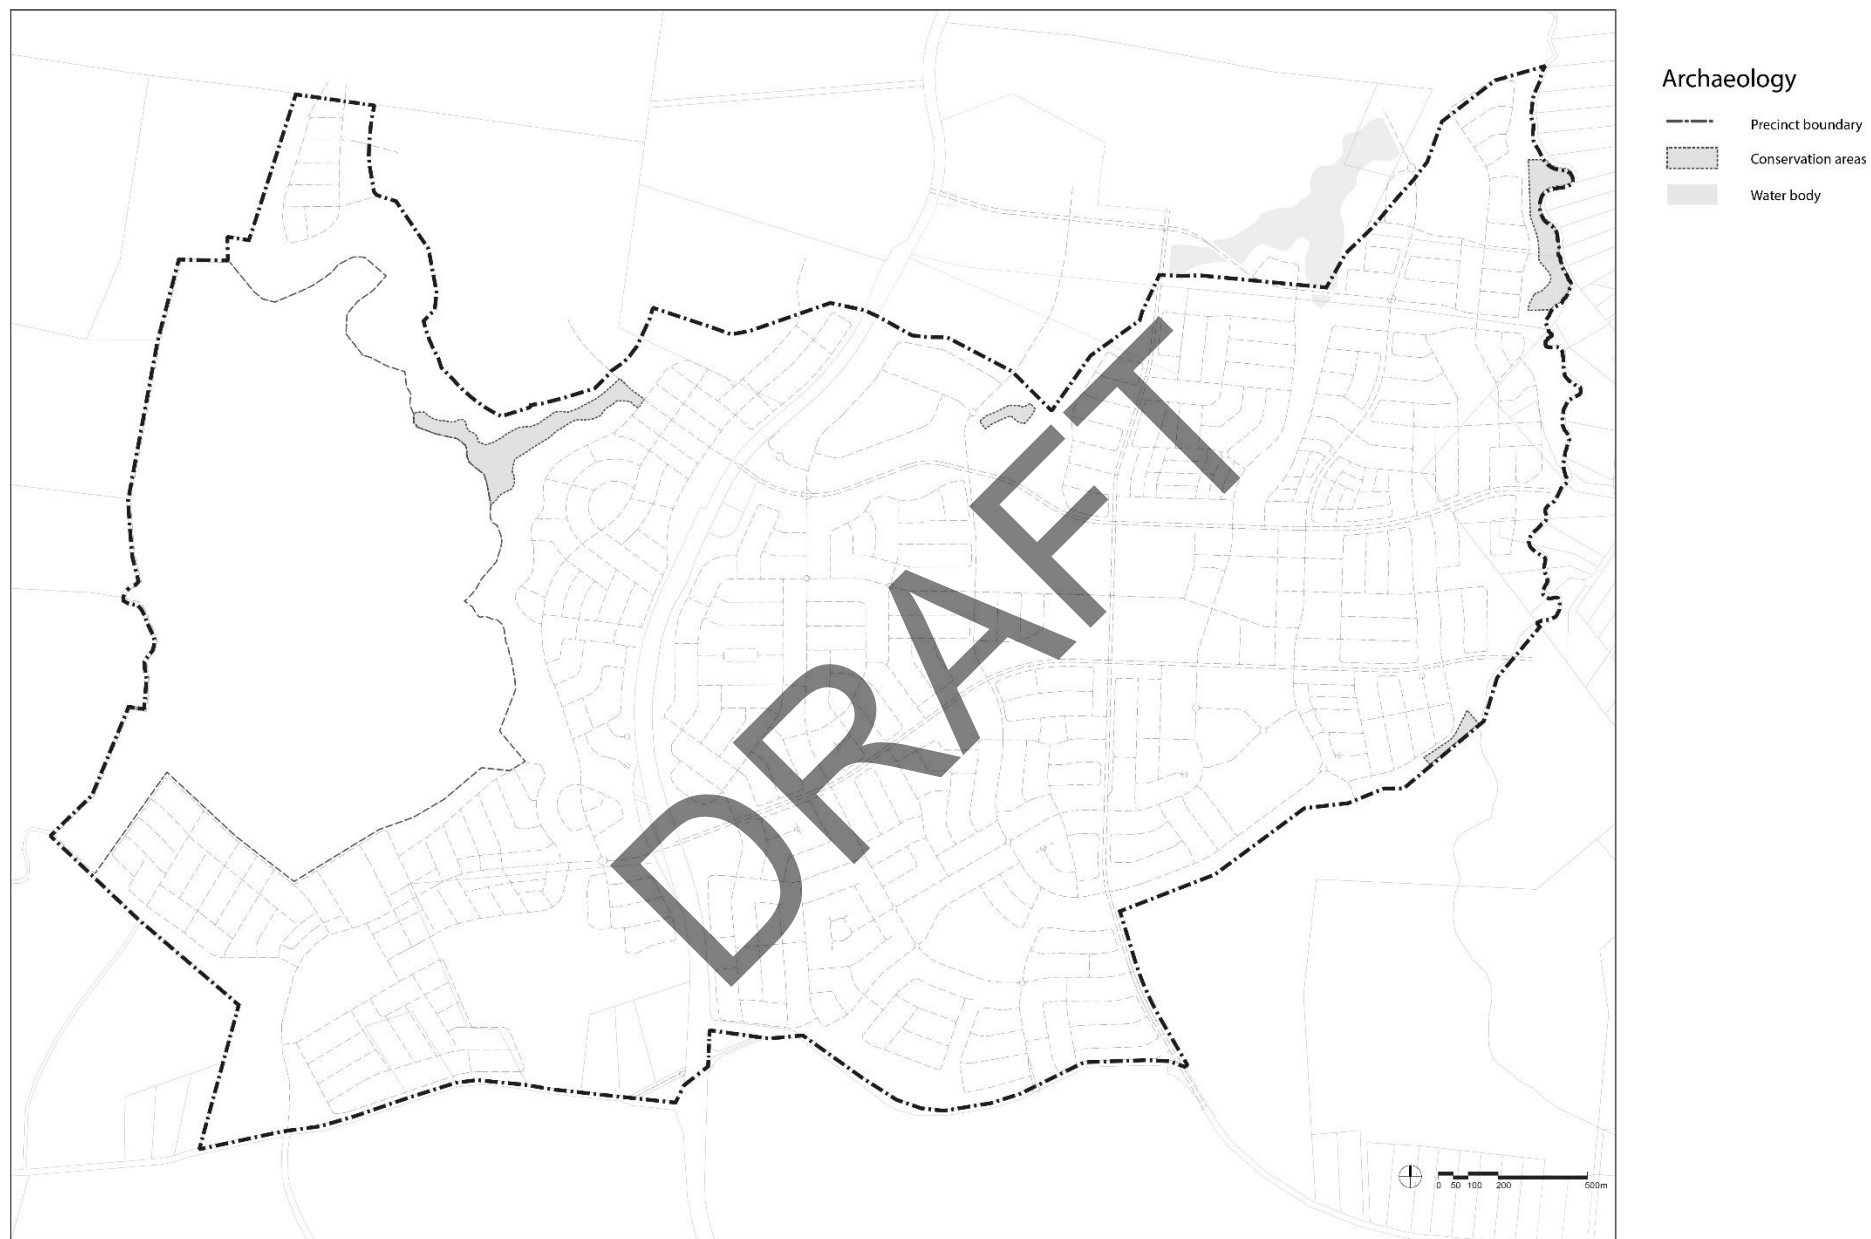 Archaeology
Precinct boundary
Conservation areas
Water body
DRAFT
0 50 100 200 500m